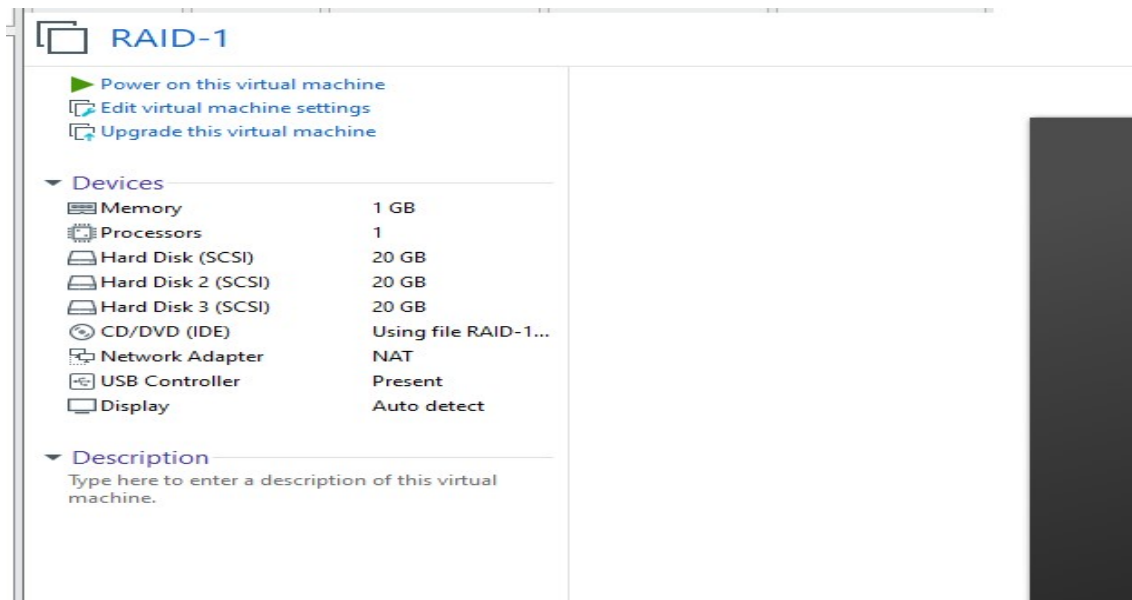 RAID-1
Power on this virtual machine
Edit virtual machine settings
Upgrade this virtual machine
Devices
Memory 1 GB
Processors 1
Hard Disk (SCSI) 20 GB
Hard Disk 2 (SCSI) 20 GB
Hard Disk 3 (SCSI) 20 GB
CD/DVD (IDE) Using file RAID-1...
Network Adapter NAT
USB Controller Present
Display Auto detect
Description
Type here to enter a description of this virtual
machine.